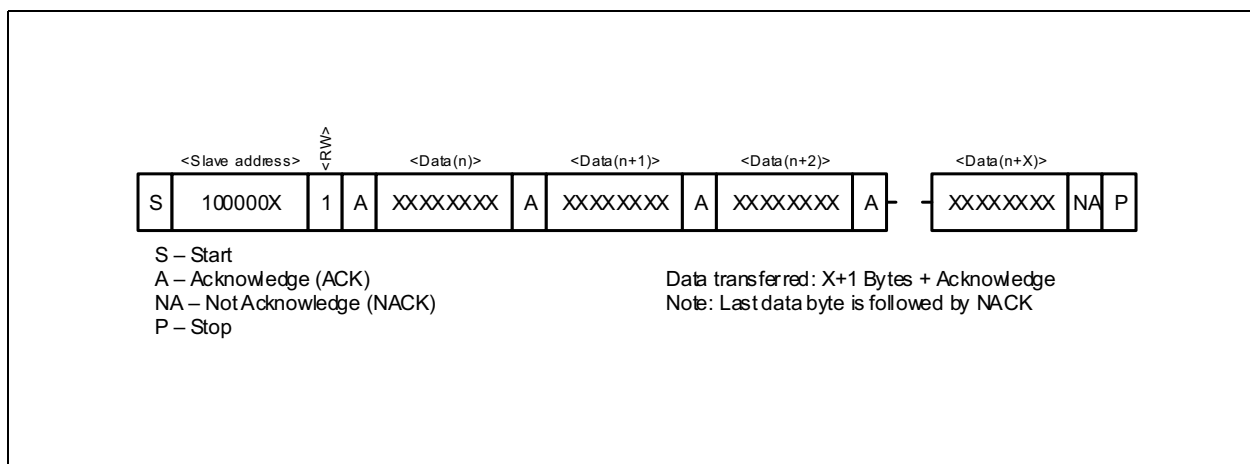 <Slave address> <RW> <Data(n)> <Data(n+1)> <Data(n+2)> <Data(n+X)>
S 100000X 1 A XXXXXXXX A XXXXXXXX A XXXXXXXX A XXXXXXXX NA P
S – Start
A – Acknowledge (ACK)
NA – Not Acknowledge (NACK)
P – Stop
Data transferred: X+1 Bytes + Acknowledge
Note: Last data byte is followed by NACK